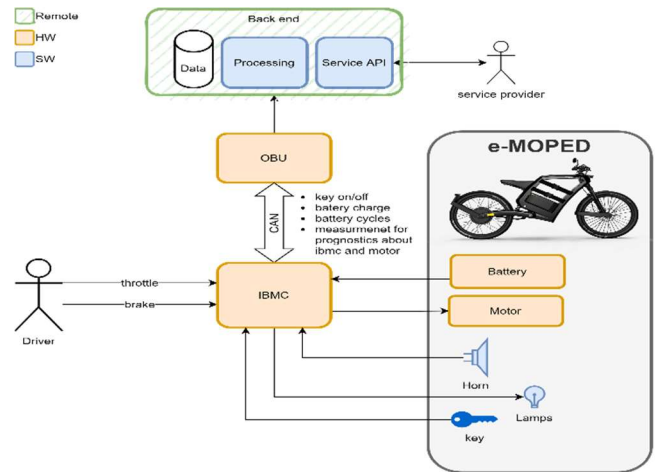 Remote
HW
SW
Back end
Data
Processing
Service API
service provider
OBU
CAN
key on/off
batery charge
battery cycles
measurmenet for
prognostics about
ibmc and motor
e-MOPED
Driver
throttle
brake
IBMC
Battery
Motor
Horn
Lamps
key